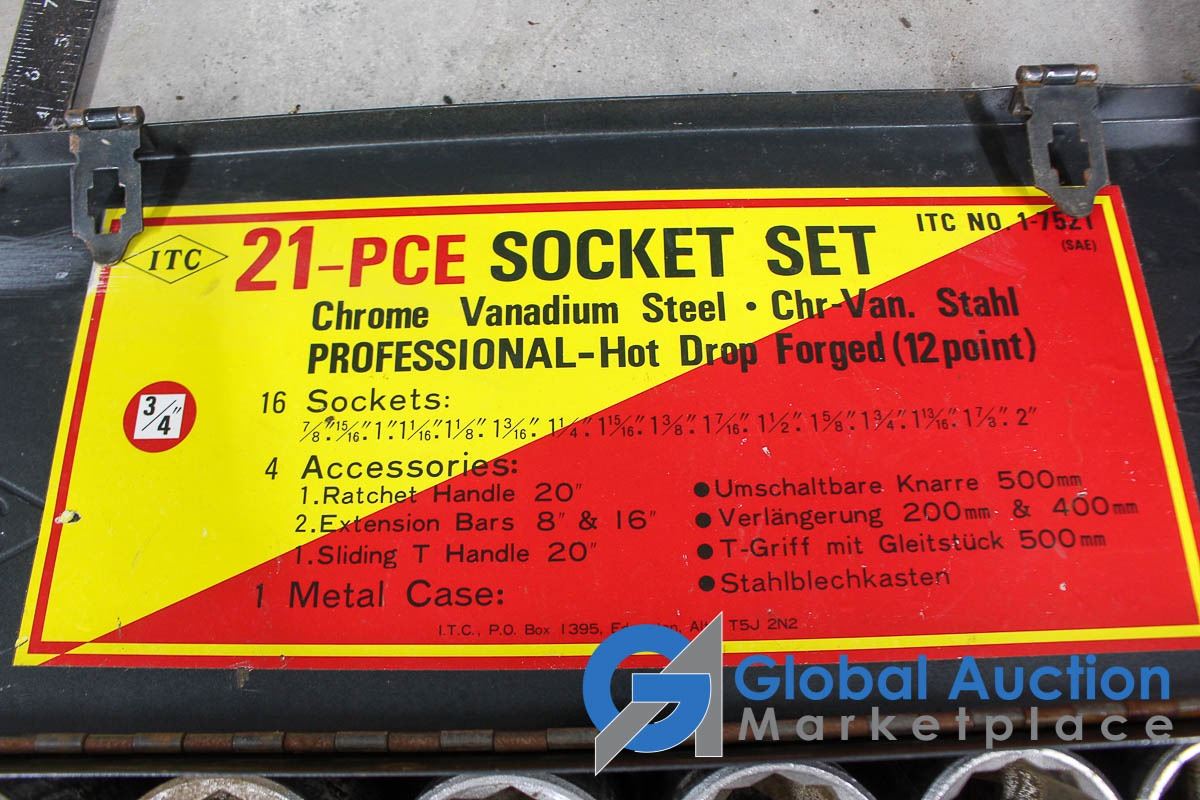 ITC
21-PCE SOCKET SET
ITC NO. 1-7521
(SAE)
Chrome Vanadium Steel • Chr-Van. Stahl
PROFESSIONAL-Hot Drop Forged (12 point)
3/4"
16 Sockets:
7/8" 15/16" 1" 1 1/16" 1 1/8" 1 3/16" 1 1/4" 1 15/16" 1 3/8" 1 7/16" 1 1/2" 1 5/8" 1 3/4" 1 13/16" 1 7/8" 2"
4 Accessories:
1. Ratchet Handle 20"
● Umschaltbare Knarre 500mm
2. Extension Bars 8" & 16"
● Verlängerung 200mm & 400mm
1. Sliding T Handle 20"
● T-Griff mit Gleitstück 500mm
1 Metal Case:
● Stahlblechkasten
I.T.C., P.O. Box 1395, T5J 2N2
Global Auction
Marketplace
3 4 5